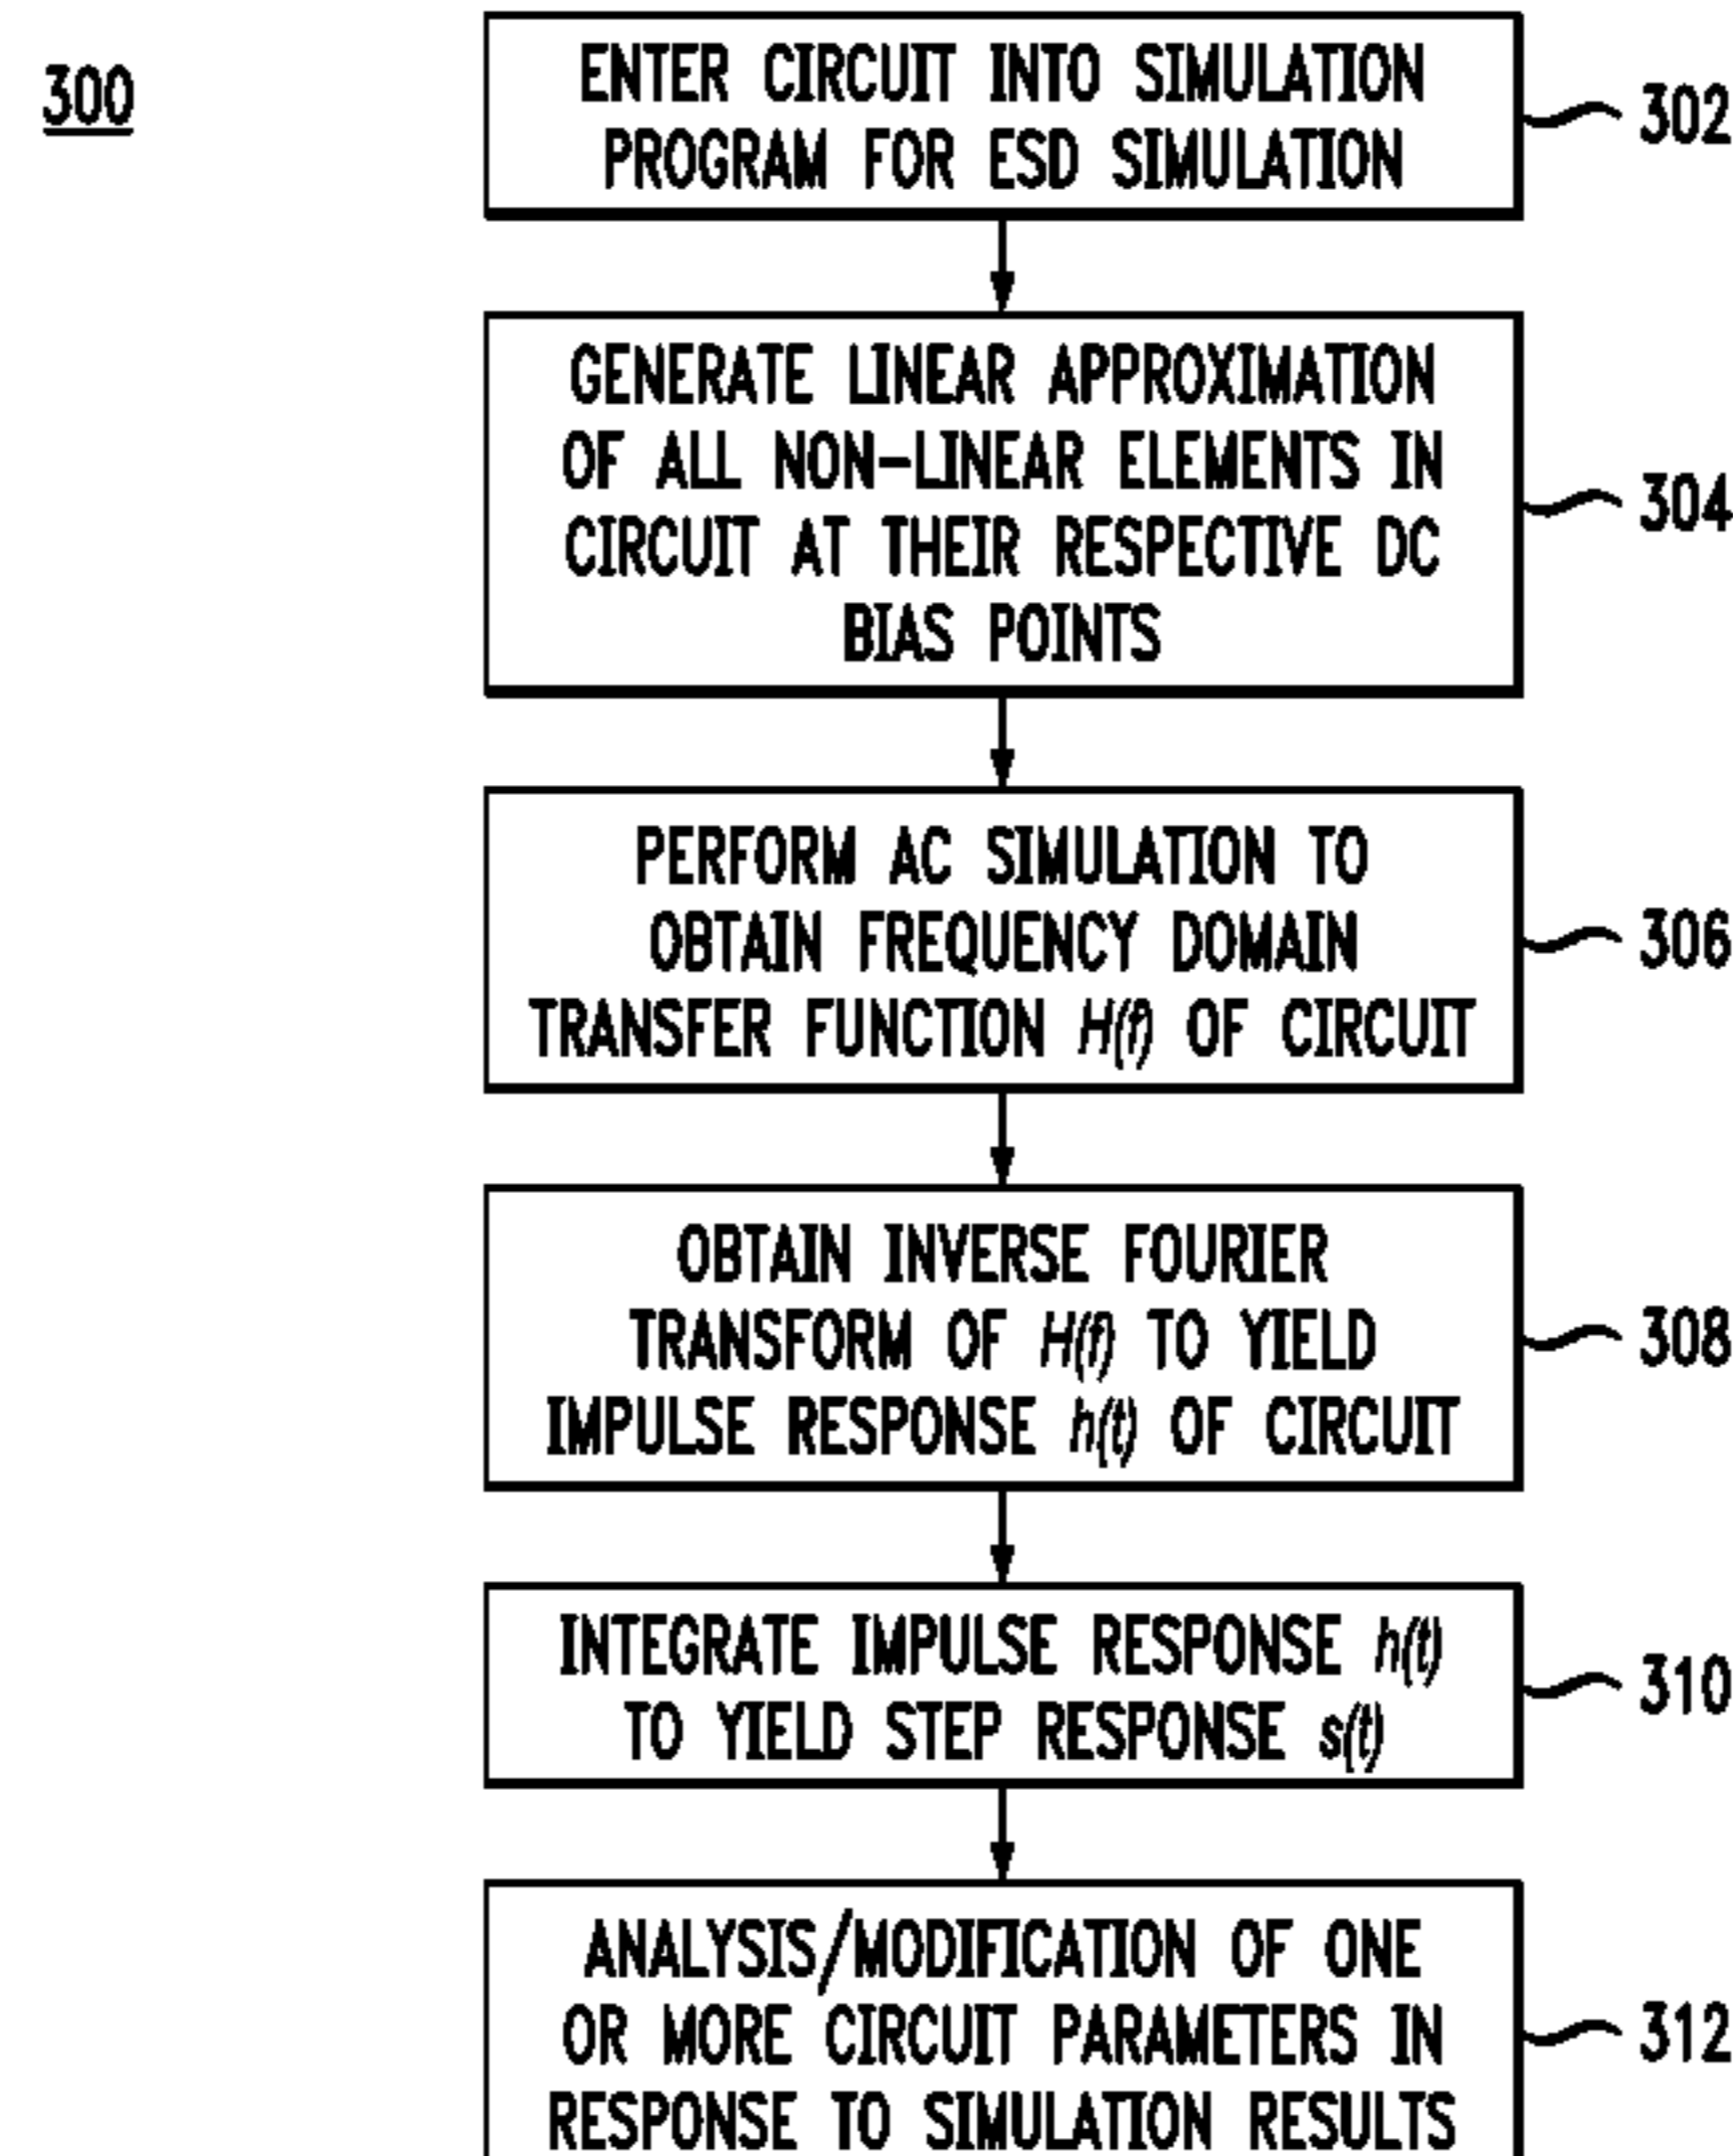 300
ENTER CIRCUIT INTO SIMULATION
PROGRAM FOR ESD SIMULATION
302
GENERATE LINEAR APPROXIMATION
OF ALL NON-LINEAR ELEMENTS IN
CIRCUIT AT THEIR RESPECTIVE DC
BIAS POINTS
304
PERFORM AC SIMULATION TO
OBTAIN FREQUENCY DOMAIN
TRANSFER FUNCTION H(f) OF CIRCUIT
306
OBTAIN INVERSE FOURIER
TRANSFORM OF H(f) TO YIELD
IMPULSE RESPONSE h(t) OF CIRCUIT
308
INTEGRATE IMPULSE RESPONSE h(t)
TO YIELD STEP RESPONSE s(t)
310
ANALYSIS/MODIFICATION OF ONE
OR MORE CIRCUIT PARAMETERS IN
RESPONSE TO SIMULATION RESULTS
312